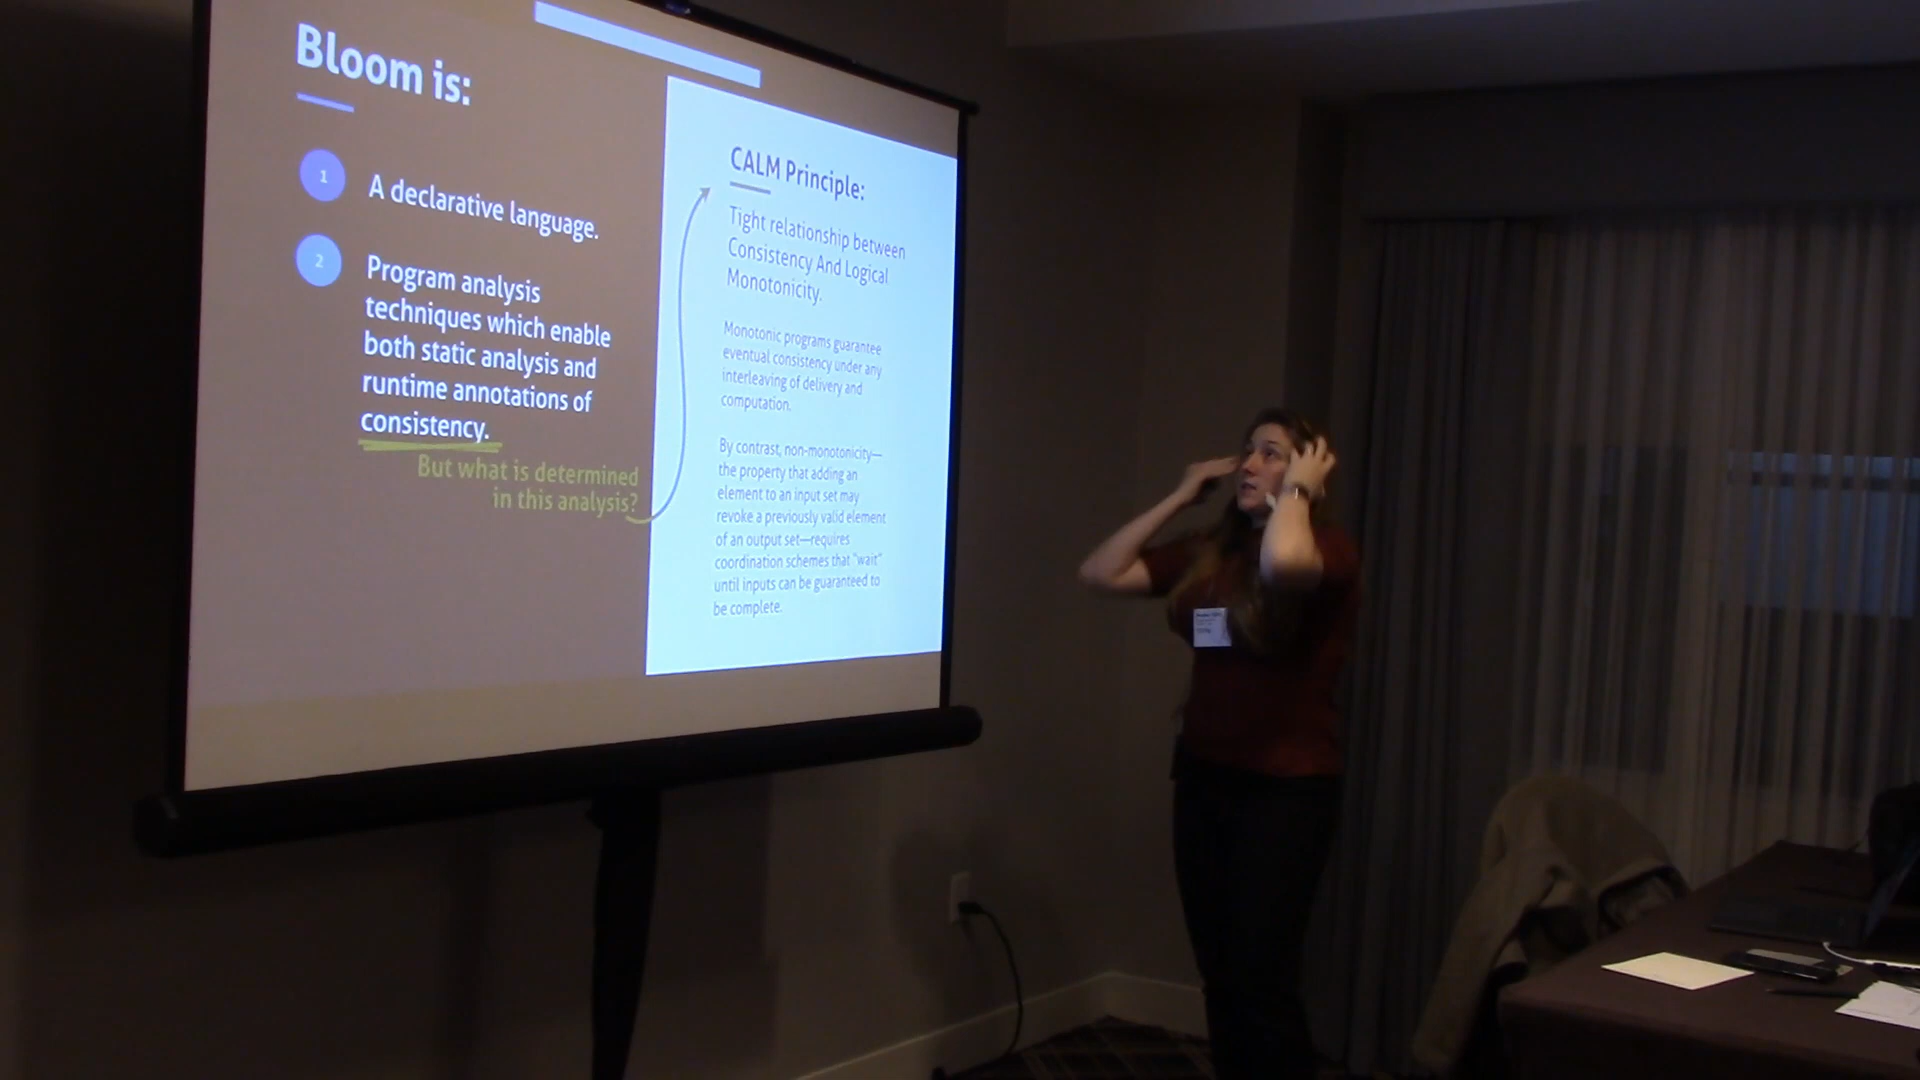 Bloom is:
1
A declarative language.
2
Program analysis
techniques which enable
both static analysis and
runtime annotations of
consistency.
But what is determined
in this analysis?
CALM Principle:
Tight relationship between
Consistency And Logical
Monotonicity.
Monotonic programs guarantee
eventual consistency under any
interleaving of delivery and
computation.
By contrast, non-monotonicity—
the property that adding an
element to an input set may
revoke a previously valid element
of an output set—requires
coordination schemes that "wait"
until inputs can be guaranteed to
be complete.